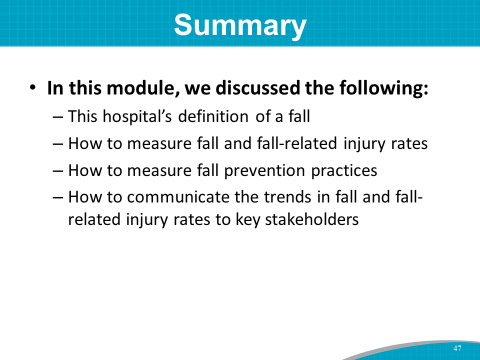 Summary
• In this module, we discussed the following:
– This hospital’s definition of a fall
– How to measure fall and fall-related injury rates
– How to measure fall prevention practices
– How to communicate the trends in fall and fall-
related injury rates to key stakeholders
47